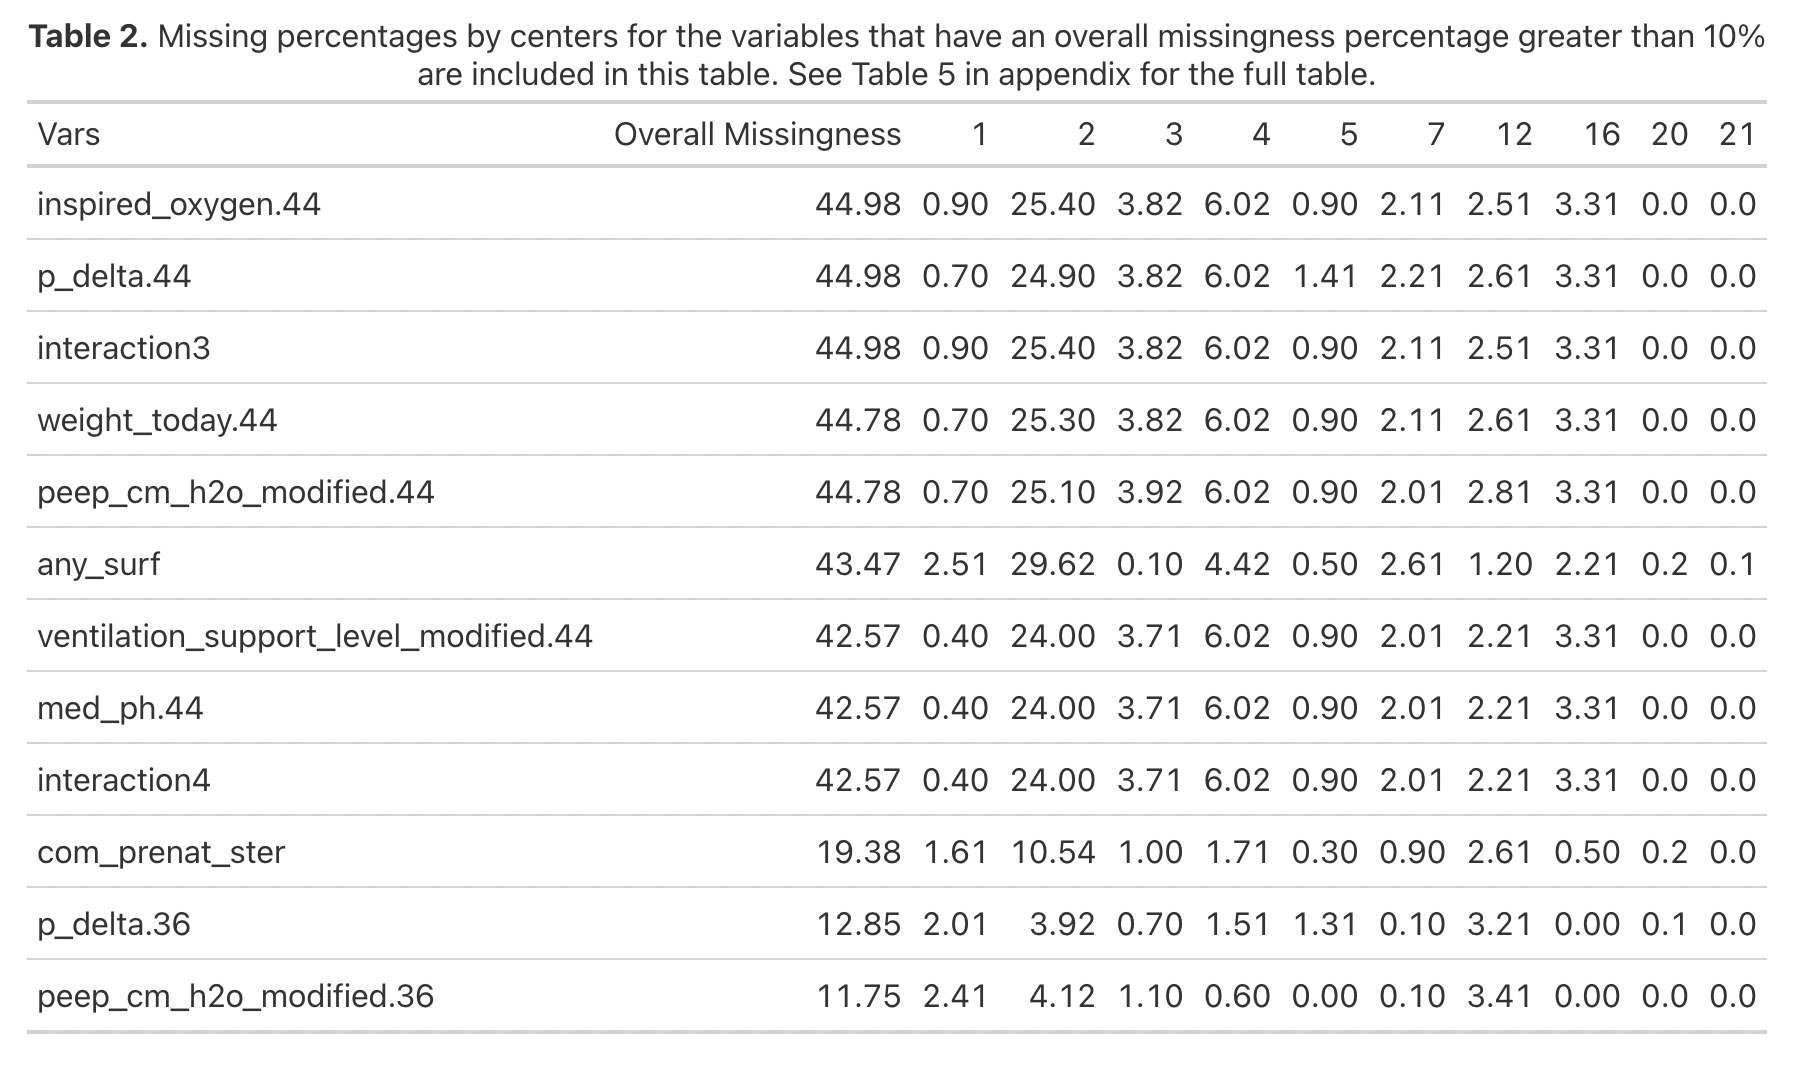 Table 2. Missing percentages by centers for the variables that have an overall missingness percentage greater than 10%
are included in this table. See Table 5 in appendix for the full table.
Vars Overall Missingness 1 2 3 4 5 7 12 16 20 21
inspired_oxygen.44 44.98 0.90 25.40 3.82 6.02 0.90 2.11 2.51 3.31 0.0 0.0
p_delta.44 44.98 0.70 24.90 3.82 6.02 1.41 2.21 2.61 3.31 0.0 0.0
interaction3 44.98 0.90 25.40 3.82 6.02 0.90 2.11 2.51 3.31 0.0 0.0
weight_today.44 44.78 0.70 25.30 3.82 6.02 0.90 2.11 2.61 3.31 0.0 0.0
peep_cm_h2o_modified.44 44.78 0.70 25.10 3.92 6.02 0.90 2.01 2.81 3.31 0.0 0.0
any_surf 43.47 2.51 29.62 0.10 4.42 0.50 2.61 1.20 2.21 0.2 0.1
ventilation_support_level_modified.44 42.57 0.40 24.00 3.71 6.02 0.90 2.01 2.21 3.31 0.0 0.0
med_ph.44 42.57 0.40 24.00 3.71 6.02 0.90 2.01 2.21 3.31 0.0 0.0
interaction4 42.57 0.40 24.00 3.71 6.02 0.90 2.01 2.21 3.31 0.0 0.0
com_prenat_ster 19.38 1.61 10.54 1.00 1.71 0.30 0.90 2.61 0.50 0.2 0.0
p_delta.36 12.85 2.01 3.92 0.70 1.51 1.31 0.10 3.21 0.00 0.1 0.0
peep_cm_h2o_modified.36 11.75 2.41 4.12 1.10 0.60 0.00 0.10 3.41 0.00 0.0 0.0